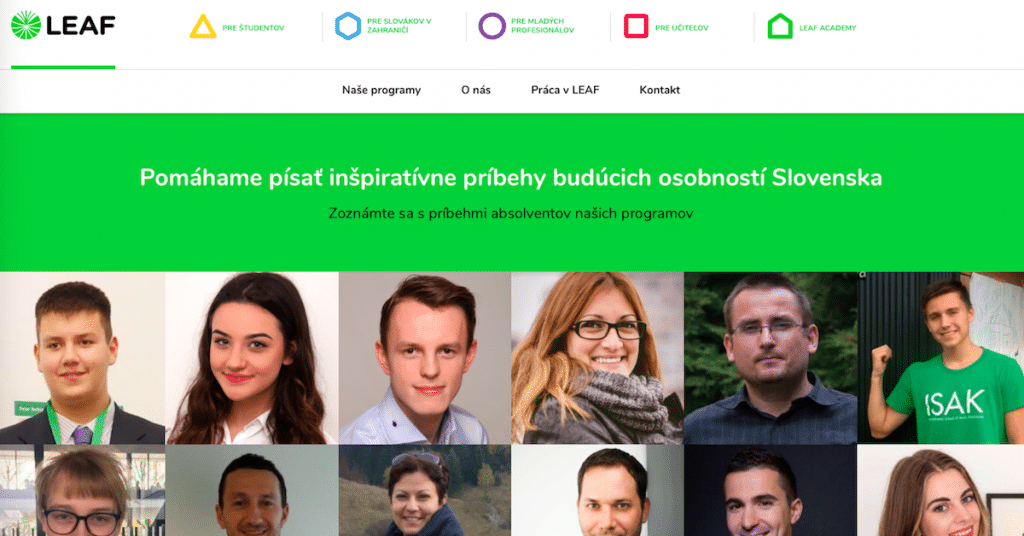 LEAF
PRE ŠTUDENTOV
PRE SLOVÁKOV V
ZAHRANIČÍ
PRE MLADÝCH
PROFESIONÁLOV
PRE UČITEĽOV
LEAF ACADEMY
Naše programy
O nás
Práca v LEAF
Kontakt
Pomáhame písať inšpiratívne príbehy budúcich osobností Slovenska
Zoznámte sa s príbehmi absolventov našich programov
ISAK